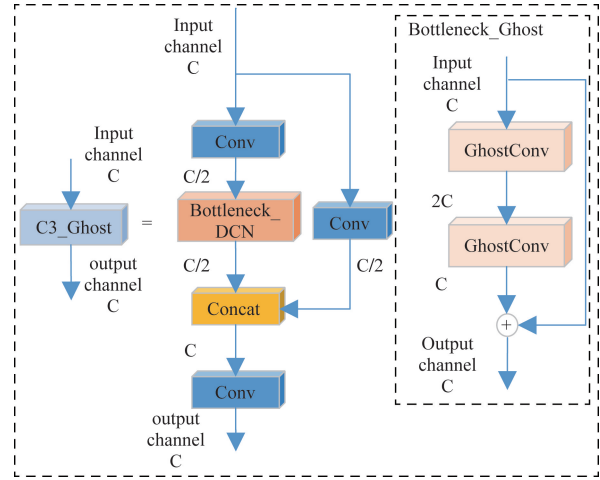 Input
channel
C
Conv
C/2
Bottleneck_
DCN
C/2
Concat
C
Conv
output
channel
C
Conv
C/2
Input
channel
C
C3_Ghost
=
output
channel
C
Bottleneck_Ghost
Input
channel
C
GhostConv
2C
GhostConv
C
+
Output
channel
C